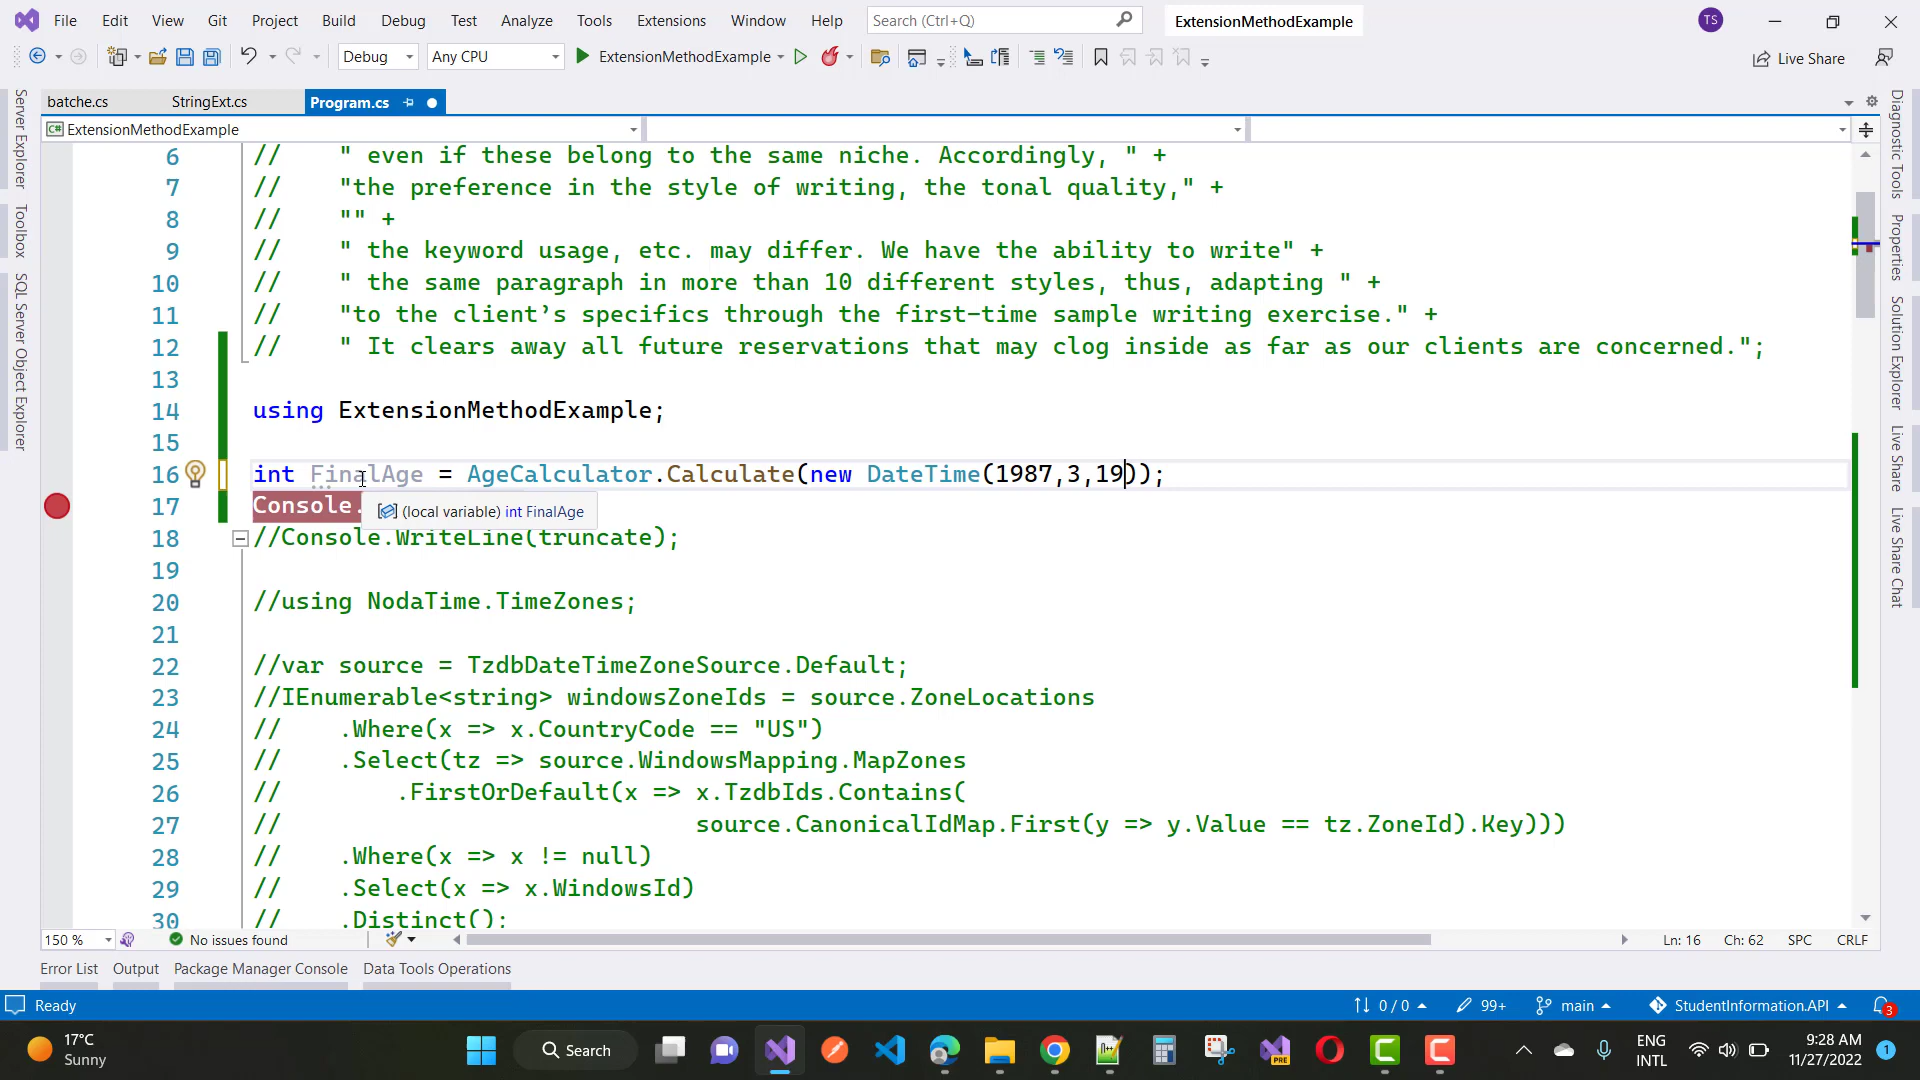 File Edit View Git Project Build Debug Test Analyze Tools Extensions Window Help Search (Ctrl+Q) ExtensionMethodExample TS
Debug Any CPU ExtensionMethodExample Live Share
batche.cs StringExt.cs Program.cs
C# ExtensionMethodExample
Server Explorer
Toolbox
SQL Server Object Explorer
6 // " even if these belong to the same niche. Accordingly, " +
7 // "the preference in the style of writing, the tonal quality," +
8 // "" +
9 // " the keyword usage, etc. may differ. We have the ability to write" +
10 // " the same paragraph in more than 10 different styles, thus, adapting " +
11 // "to the client’s specifics through the first-time sample writing exercise." +
12 // " It clears away all future reservations that may clog inside as far as our clients are concerned.";
13
14 using ExtensionMethodExample;
15
16 int FinalAge = AgeCalculator.Calculate(new DateTime(1987,3,19));
17 Console.
(local variable) int FinalAge
18 //Console.WriteLine(truncate);
19
20 //using NodaTime.TimeZones;
21
22 //var source = TzdbDateTimeZoneSource.Default;
23 //IEnumerable<string> windowsZoneIds = source.ZoneLocations
24 // .Where(x => x.CountryCode == "US")
25 // .Select(tz => source.WindowsMapping.MapZones
26 // .FirstOrDefault(x => x.TzdbIds.Contains(
27 // source.CanonicalIdMap.First(y => y.Value == tz.ZoneId).Key)))
28 // .Where(x => x != null)
29 // .Select(x => x.WindowsId)
30 // .Distinct();
Diagnostic Tools
Properties
Solution Explorer
Live Share
Live Share Chat
150 % No issues found Ln: 16 Ch: 62 SPC CRLF
Error List Output Package Manager Console Data Tools Operations
Ready 0 / 0 99+ main StudentInformation.API 3
17°C
Sunny
Search
PRE
ENG
INTL
9:28 AM
11/27/2022
1